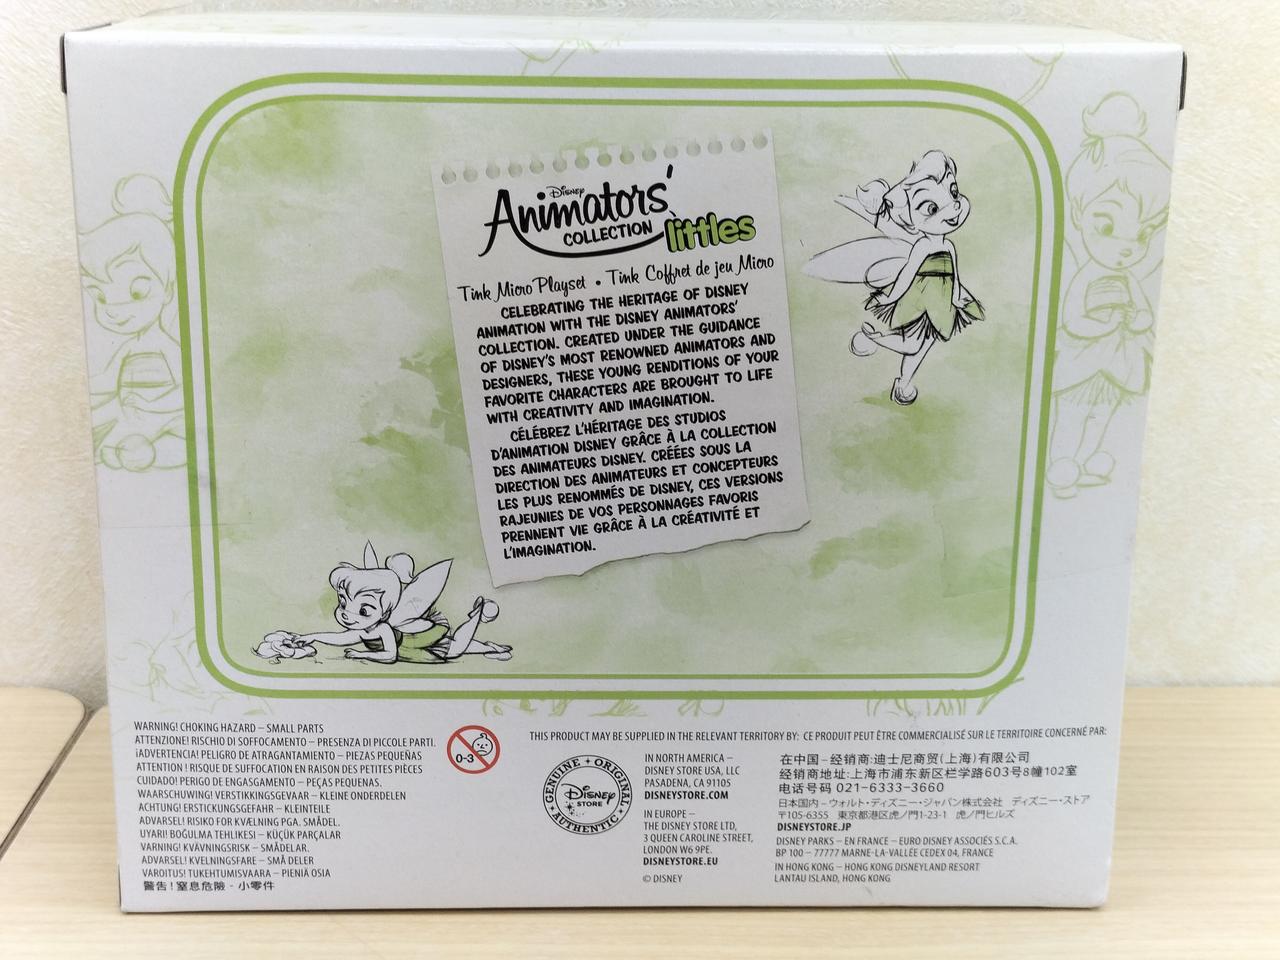 Disney
Animators'
COLLECTION littles
Tink Micro Playset • Tink Coffret de jeu Micro
CELEBRATING THE HERITAGE OF DISNEY
ANIMATION WITH THE DISNEY ANIMATORS'
COLLECTION. CREATED UNDER THE GUIDANCE
OF DISNEY'S MOST RENOWNED ANIMATORS AND
DESIGNERS, THESE YOUNG RENDITIONS OF YOUR
FAVORITE CHARACTERS ARE BROUGHT TO LIFE
WITH CREATIVITY AND IMAGINATION.
CÉLÉBREZ L'HÉRITAGE DES STUDIOS
D'ANIMATION DISNEY GRÂCE À LA COLLECTION
DES ANIMATEURS DISNEY. CRÉÉES SOUS LA
DIRECTION DES ANIMATEURS ET CONCEPTEURS
LES PLUS RENOMMÉS DE DISNEY, CES VERSIONS
RAJEUNIES DE VOS PERSONNAGES FAVORIS
PRENNENT VIE GRÂCE À LA CRÉATIVITÉ ET
L'IMAGINATION.
WARNING! CHOKING HAZARD – SMALL PARTS
ATTENZIONE! RISCHIO DI SOFFOCAMENTO – PRESENZA DI PICCOLE PARTI.
¡ADVERTENCIA! PELIGRO DE ATRAGANTAMIENTO – PIEZAS PEQUEÑAS
ATTENTION ! RISQUE DE SUFFOCATION EN RAISON DES PETITES PIÈCES
CUIDADO! PERIGO DE ENGASGAMENTO – PEÇAS PEQUENAS.
WAARSCHUWING! VERSTIKKINGSGEVAAR – KLEINE ONDERDELEN
ACHTUNG! ERSTICKUNGSGEFAHR – KLEINTEILE
ADVARSEL! RISIKO FOR KVÆLNING PGA. SMÅDEL.
UYARI! BOĞULMA TEHLIKESI – KÜÇÜK PARÇALAR
VARNING! KVÄVNINGSRISK – SMÅDELAR.
ADVARSEL! KVELNINGSFARE – SMÅ DELER
VAROITUS! TUKEHTUMISVAARA – PIENIÄ OSIA
警告！窒息危險 - 小零件
0-3
THIS PRODUCT MAY BE SUPPLIED IN THE RELEVANT TERRITORY BY: CE PRODUIT PEUT ÊTRE COMMERCIALISÉ SUR LE TERRITOIRE CONCERNÉ PAR:
GENUINE + ORIGINAL
Disney
STORE
AUTHENTIC
IN NORTH AMERICA –
DISNEY STORE USA, LLC
PASADENA, CA 91105
DISNEYSTORE.COM
IN EUROPE –
THE DISNEY STORE LTD,
3 QUEEN CAROLINE STREET,
LONDON W6 9PE.
DISNEYSTORE.EU
© DISNEY
在中国 – 经销商:迪士尼商贸(上海)有限公司
经销商地址:上海市浦东新区栏学路603号8幢102室
电话号码 021-6333-3660
日本国内 – ウォルト・ディズニー・ジャパン株式会社 ディズニー・ストア
〒105-6355 東京都港区虎ノ門1-23-1 虎ノ門ヒルズ
DISNEYSTORE.JP
DISNEY PARKS – EN FRANCE – EURO DISNEY ASSOCIÉS S.C.A.
BP 100 – 77777 MARNE-LA-VALLÉE CEDEX 04, FRANCE
IN HONG KONG – HONG KONG DISNEYLAND RESORT
LANTAU ISLAND, HONG KONG